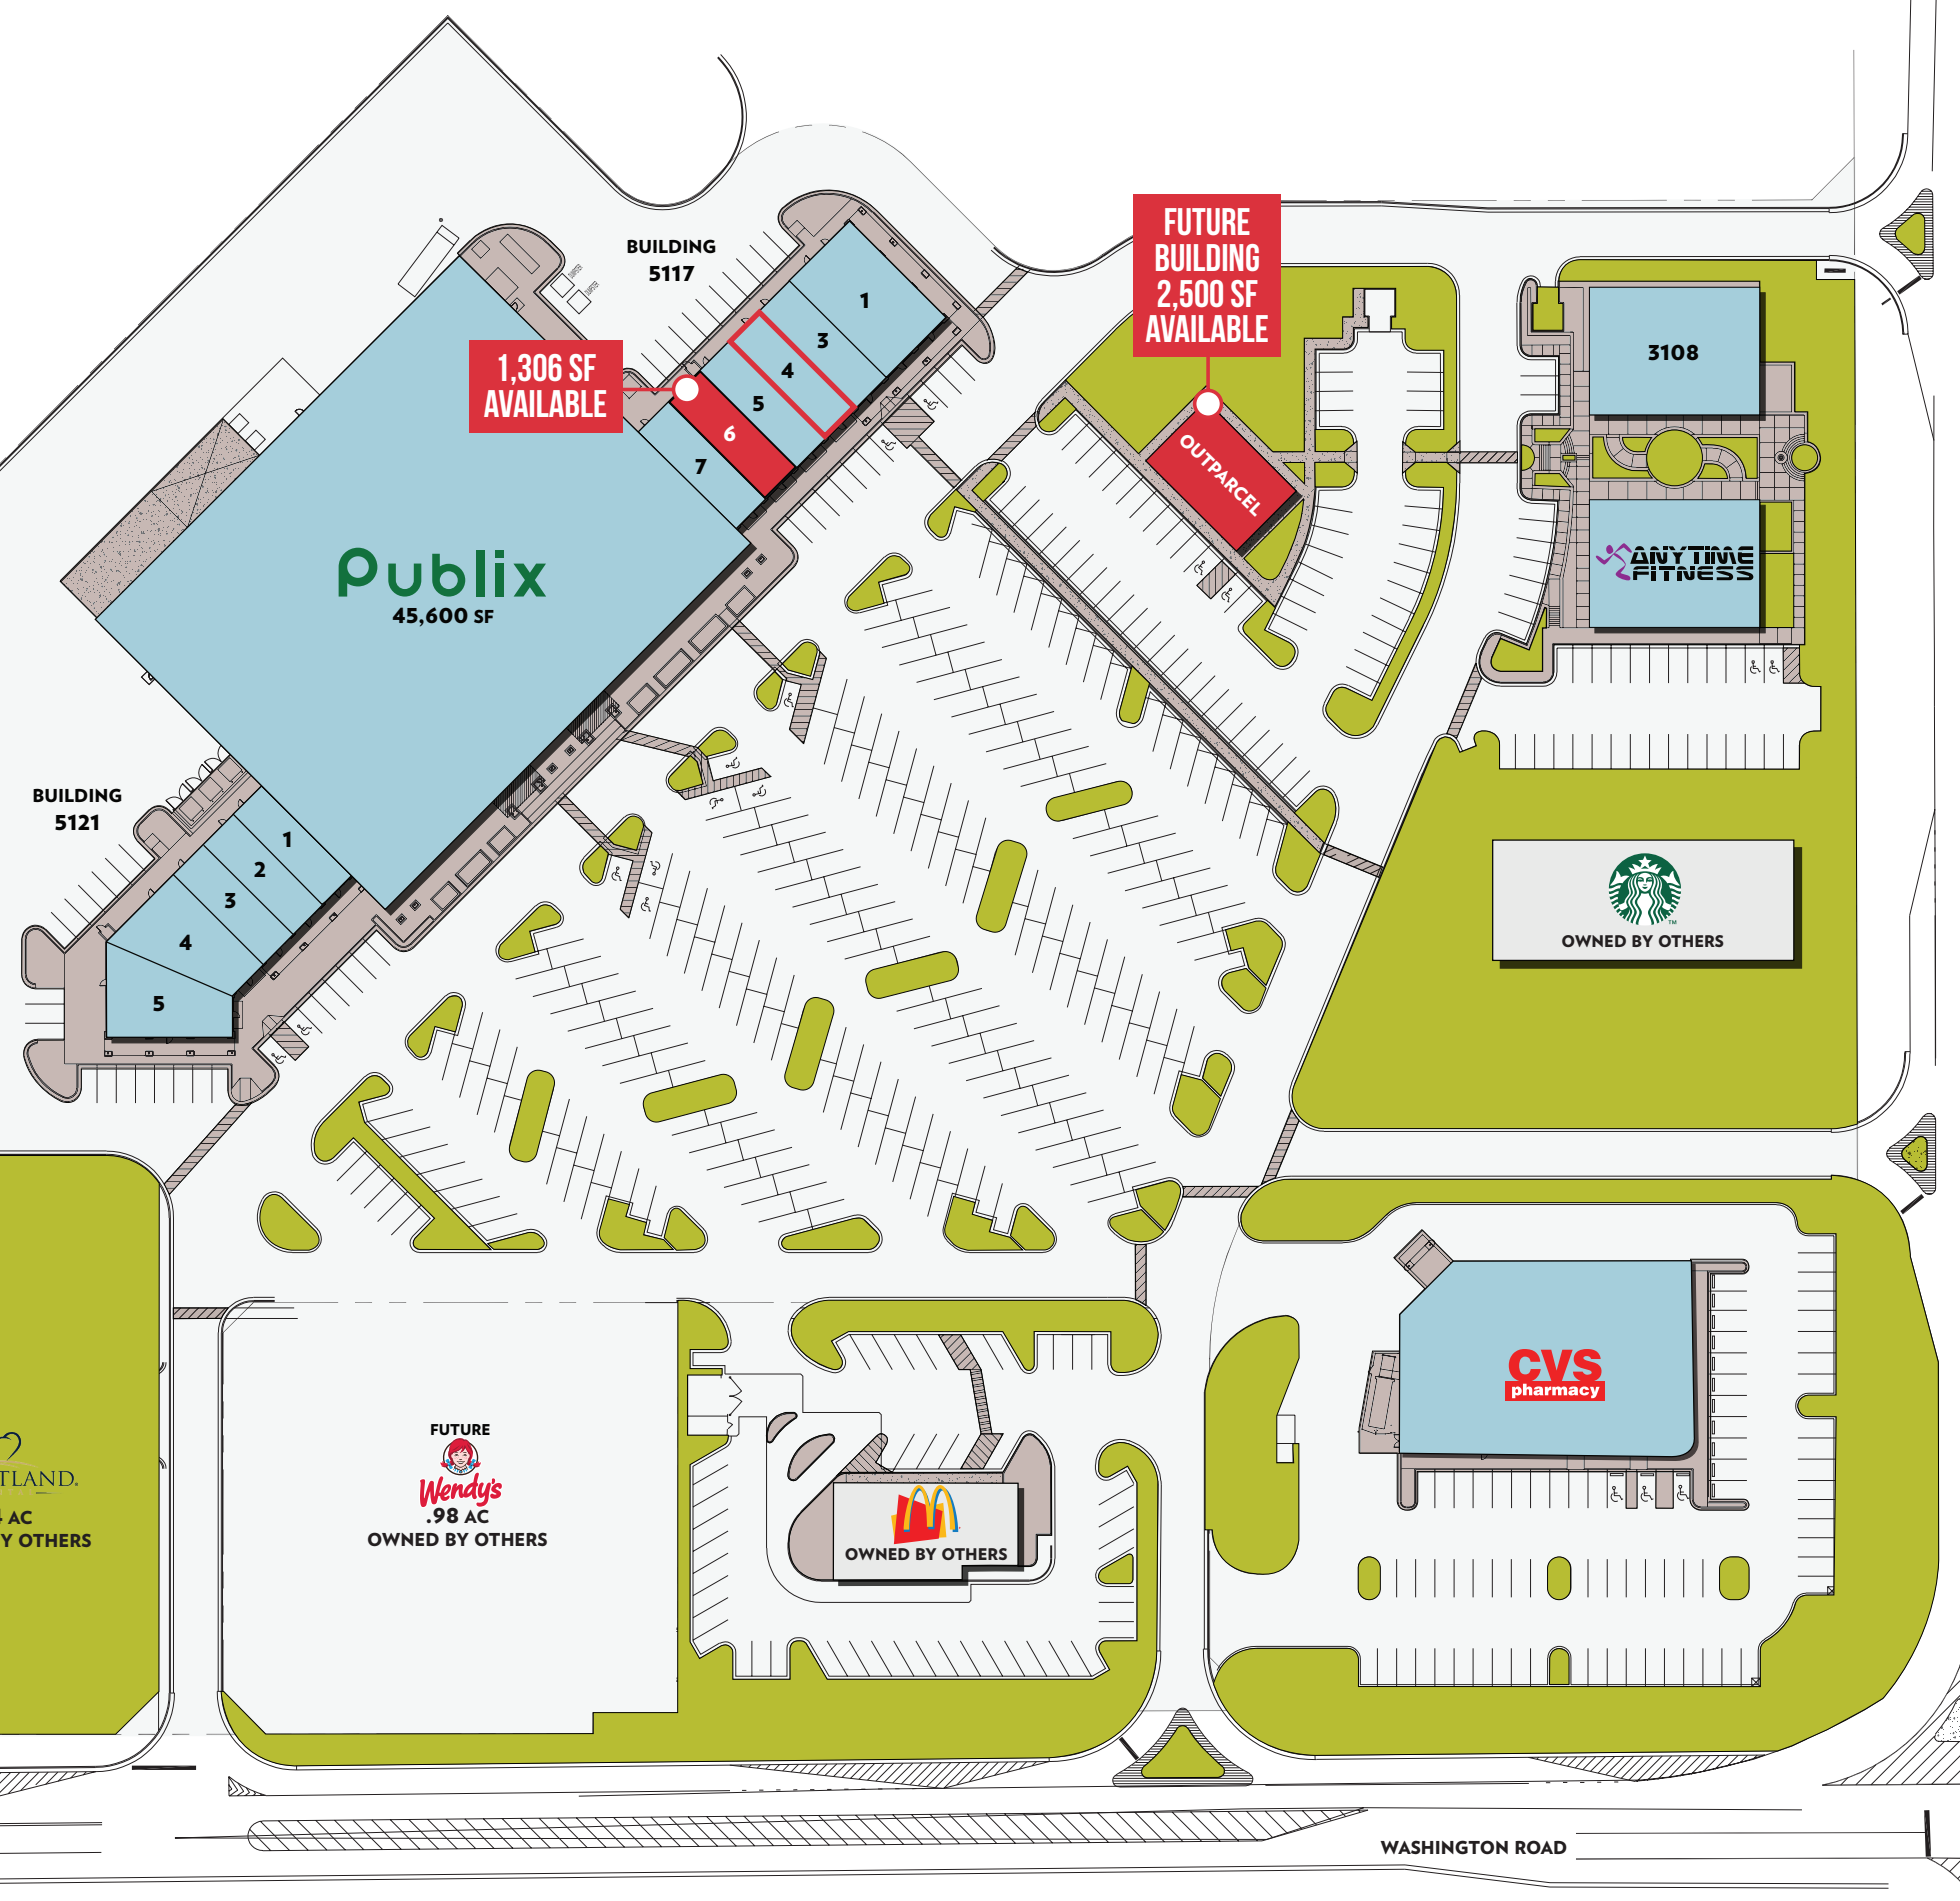 BUILDING
5117
FUTURE
BUILDING
2,500 SF
AVAILABLE
1,306 SF
AVAILABLE
1
3
4
5
6
7
OUTPARCEL
3108
ANYTIME
FITNESS
Publix
45,600 SF
BUILDING
5121
1
2
3
4
5
OWNED BY OTHERS
CVS
pharmacy
FUTURE
Wendy's
.98 AC
OWNED BY OTHERS
OWNED BY OTHERS
TLAND.
AC
Y OTHERS
WASHINGTON ROAD